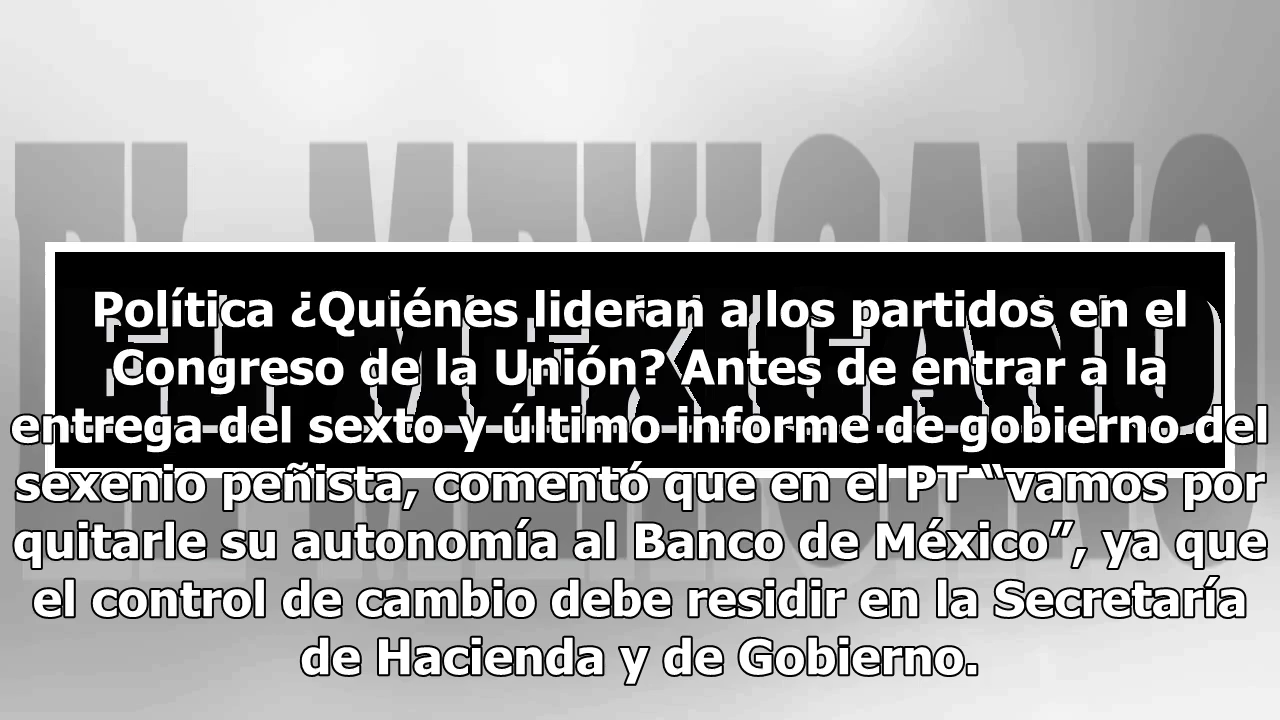 EL MEXICANO
Política ¿Quiénes lideran a los partidos en el
Congreso de la Unión? Antes de entrar a la
entrega del sexto y último informe de gobierno del
sexenio peñista, comentó que en el PT “vamos por
quitarle su autonomía al Banco de México”, ya que
el control de cambio debe residir en la Secretaría
de Hacienda y de Gobierno.